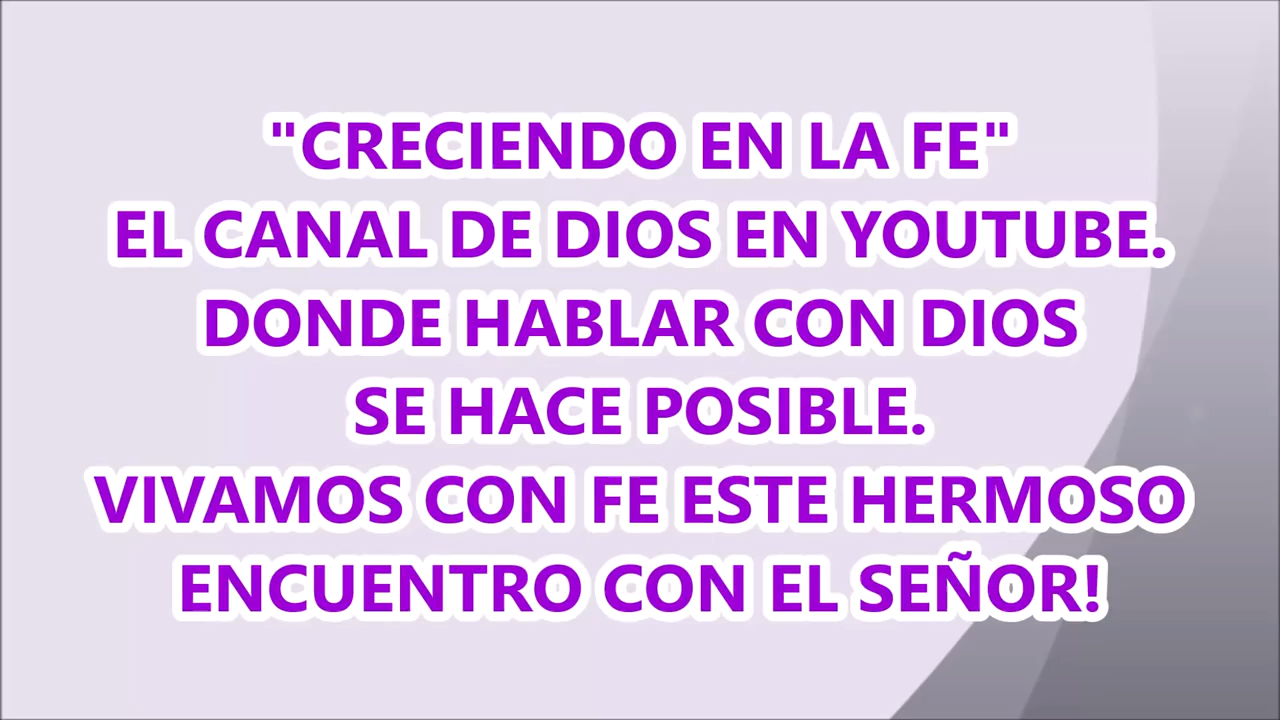 "CRECIENDO EN LA FE"
EL CANAL DE DIOS EN YOUTUBE.
DONDE HABLAR CON DIOS
SE HACE POSIBLE.
VIVAMOS CON FE ESTE HERMOSO
ENCUENTRO CON EL SEÑOR!